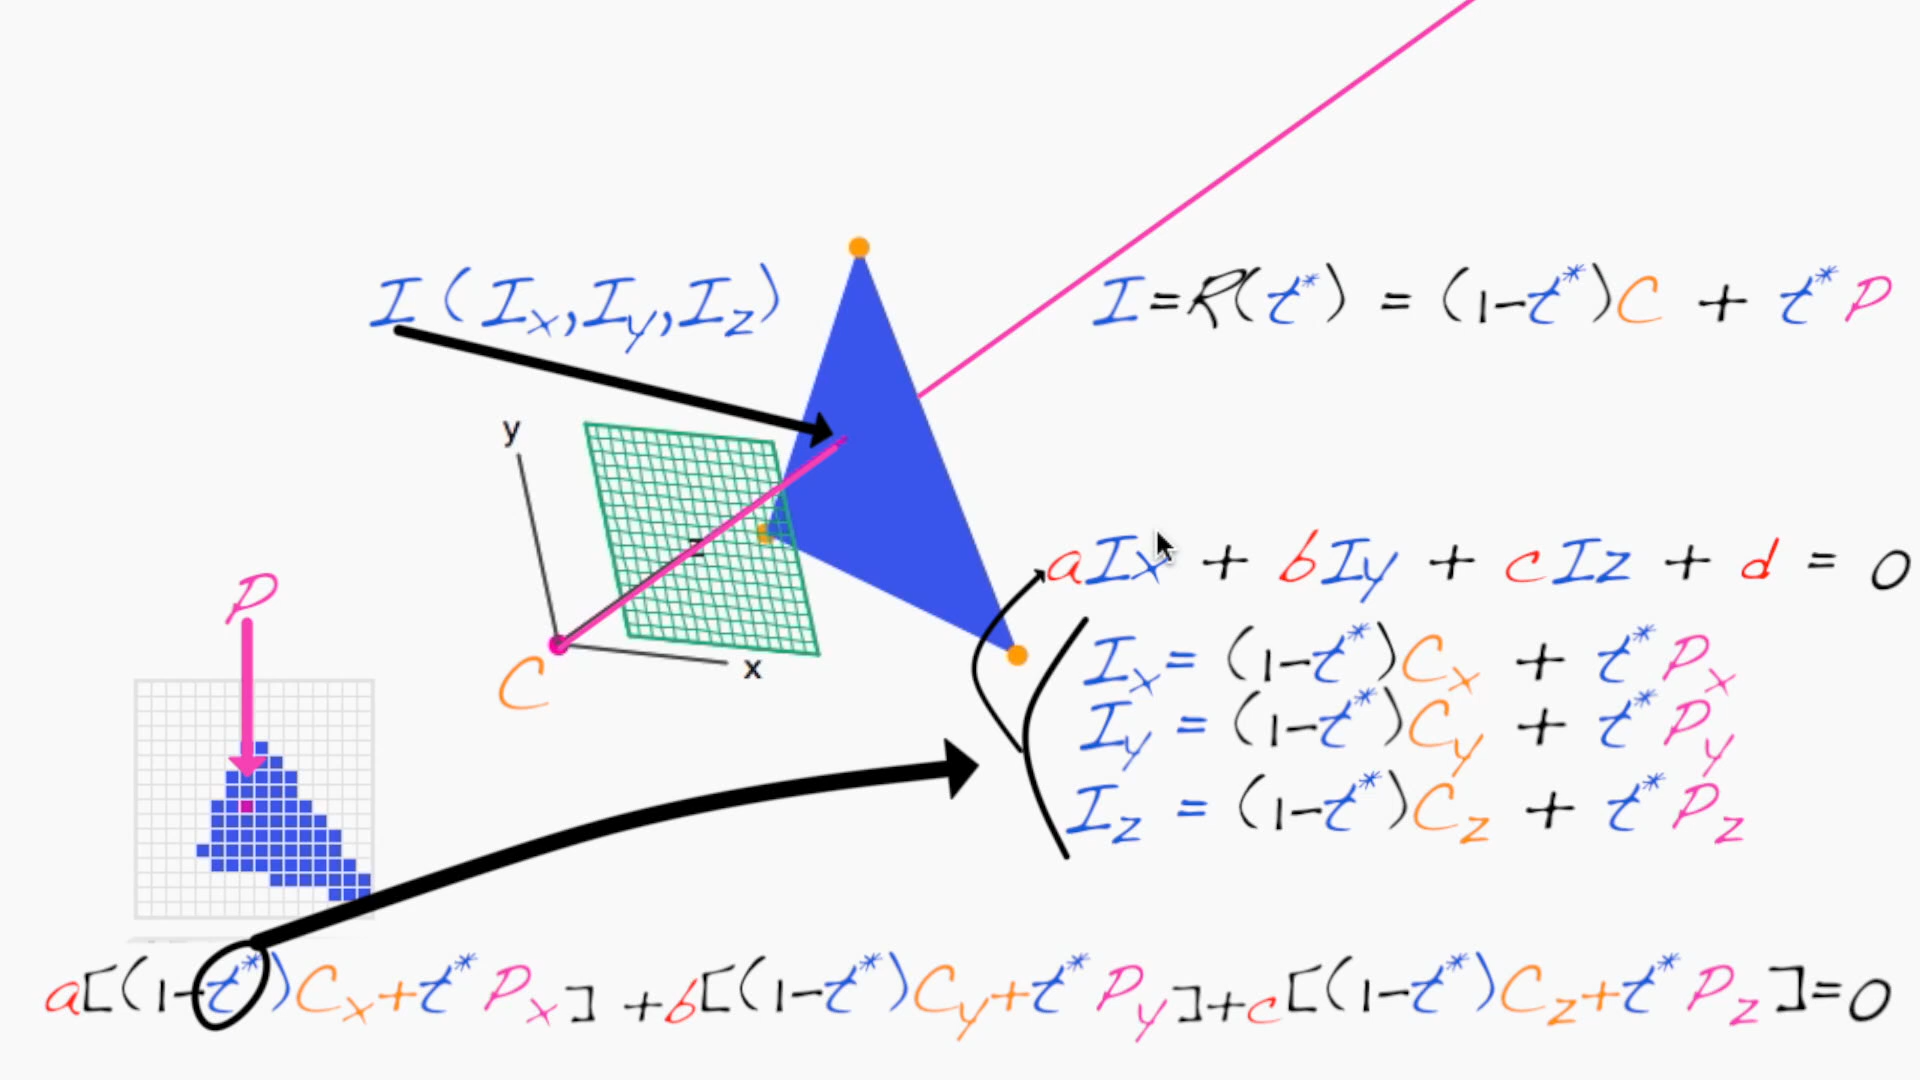 I (Ix, Iy, Iz)
I=R(t*) = (1-t*)C + t*P
y
z
x
C
P
aIx + bIy + cIz + d = 0
Ix = (1-t*)Cx + t*Px
Iy = (1-t*)Cy + t*Py
Iz = (1-t*)Cz + t*Pz
a[(1-t*)Cx+t*Px] +b[(1-t*)Cy+t*Py]+c[(1-t*)Cz+t*Pz]=0